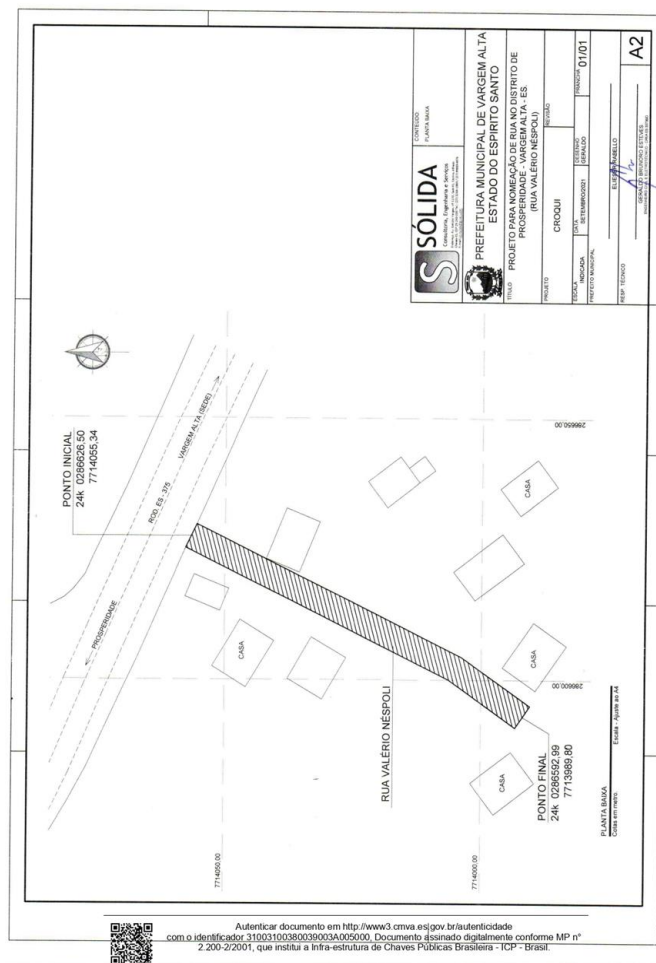 PONTO INICIAL
24k 0286626,50
7714055,34
ROD. ES - 375
VARGEM ALTA (SEDE)
PROSPERIDADE
CASA
RUA VALÉRIO NÉSPOLI
CASA
CASA
CASA
PONTO FINAL
24k 0286592,99
7713989,80
7714050,00
7714000,00
286650,00
286600,00
PLANTA BAIXA
Cotas em metro.
Escala - Ajuste ao A4
SÓLIDA
Consultoria, Engenharia e Serviços
CONTEÚDO
PLANTA BAIXA
PREFEITURA MUNICIPAL DE VARGEM ALTA
ESTADO DO ESPIRITO SANTO
TITULO
PROJETO PARA NOMEAÇÃO DE RUA NO DISTRITO DE
PROSPERIDADE - VARGEM ALTA - ES.
(RUA VALÉRIO NÉSPOLI)
PROJETO
CROQUI
REVISÃO
ESCALA
INDICADA
DATA
SETEMBRO/2021
DESENHO
GERALDO
PRANCHA
01/01
PREFEITO MUNICIPAL
RESP. TÉCNICO
GERALDO BRUNORO ESTEVES
A2
Autenticar documento em http://www3.cmva.es.gov.br/autenticidade
com o identificador 31003100380039003A005000, Documento assinado digitalmente conforme MP n°
2.200-2/2001, que institui a Infra-estrutura de Chaves Públicas Brasileira - ICP - Brasil.